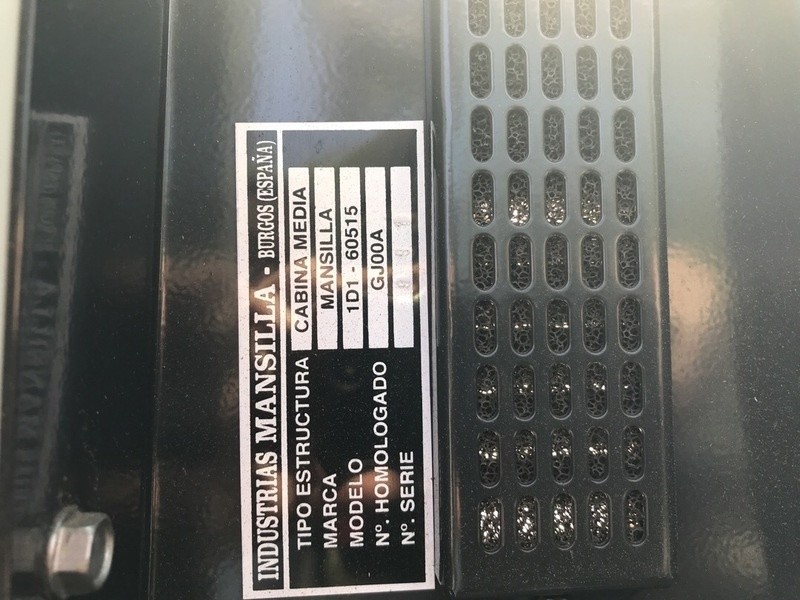 INDUSTRIAS MANSILLA - BURGOS (ESPAÑA)
TIPO ESTRUCTURA CABINA MEDIA
MARCA MANSILLA
MODELO 1D1 - 60515
Nº. HOMOLOGADO GJ00A
Nº. SERIE